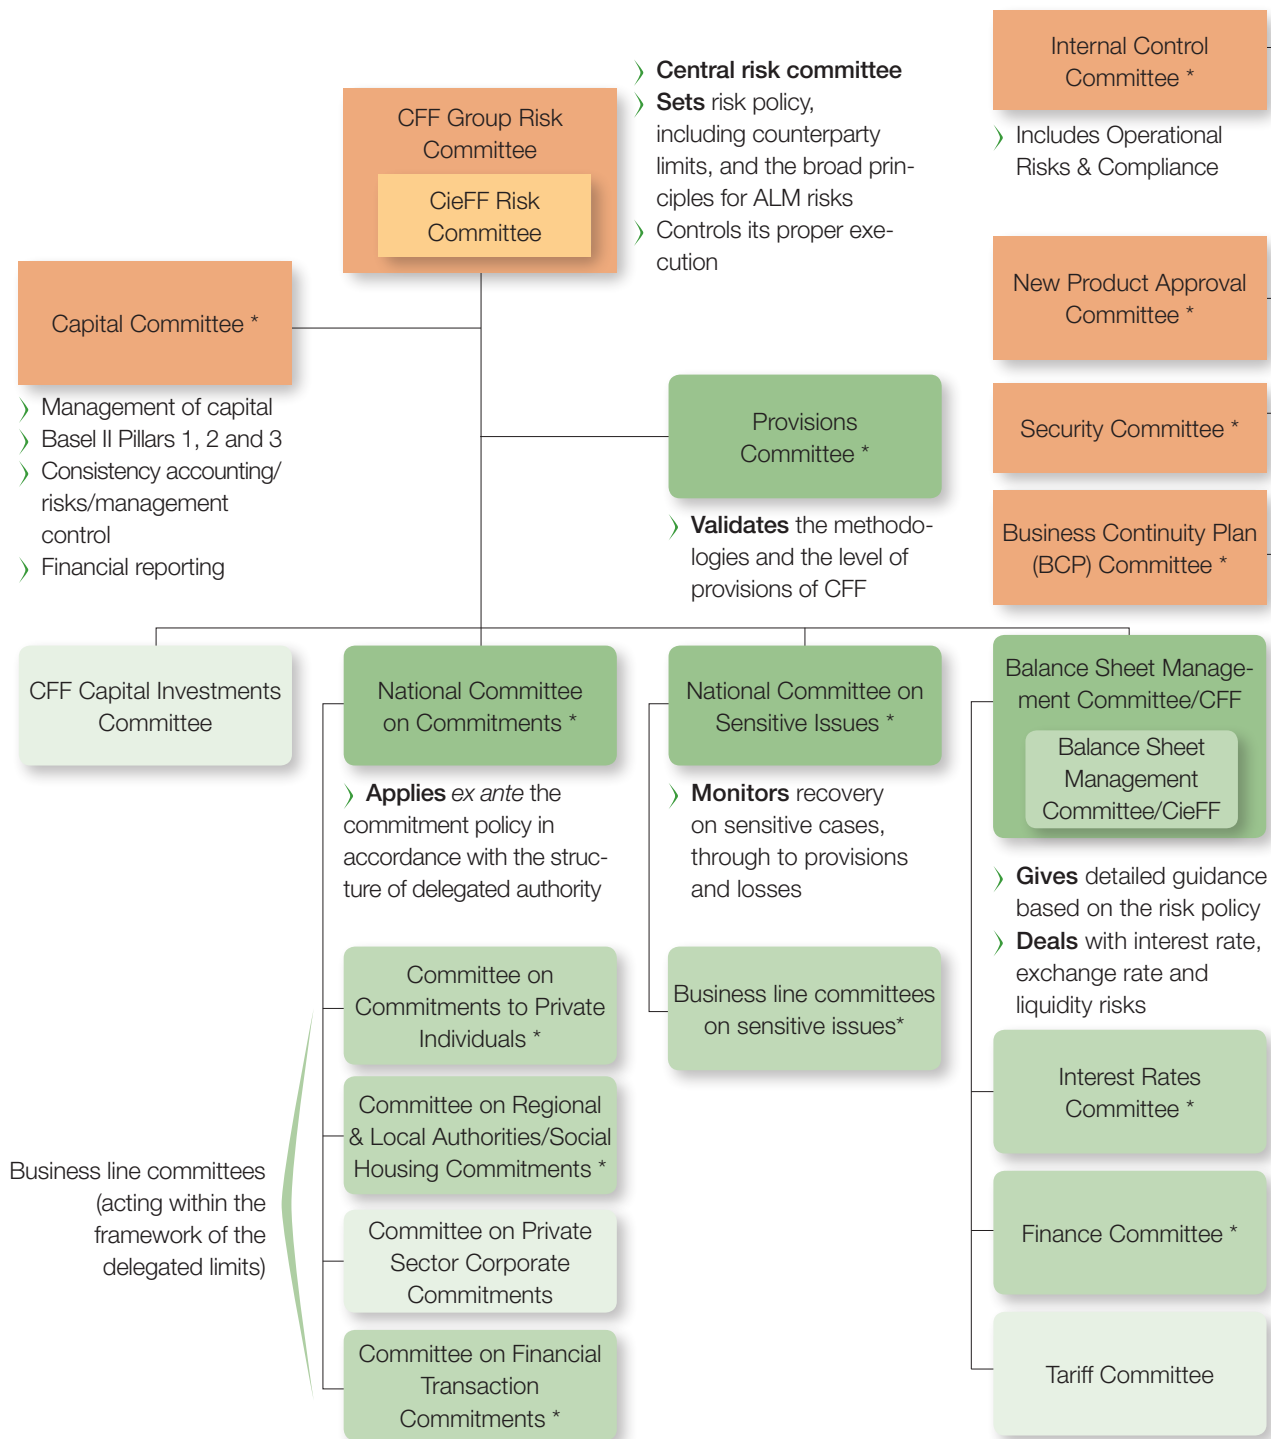 CFF Group Risk
Committee
CieFF Risk
Committee
❯ Central risk committee
❯ Sets risk policy,
including counterparty
limits, and the broad prin-
ciples for ALM risks
❯ Controls its proper exe-
cution
Internal Control
Committee *
❯ Includes Operational
Risks & Compliance
Capital Committee *
❯ Management of capital
❯ Basel II Pillars 1, 2 and 3
❯ Consistency accounting/
risks/management
control
❯ Financial reporting
Provisions
Committee *
❯ Validates the methodo-
logies and the level of
provisions of CFF
New Product Approval
Committee *
Security Committee *
Business Continuity Plan
(BCP) Committee *
CFF Capital Investments
Committee
National Committee
on Commitments *
❯ Applies ex ante the
commitment policy in
accordance with the struc-
ture of delegated authority
Business line committees
(acting within the
framework of the
delegated limits)
Committee on
Commitments to Private
Individuals *
Committee on Regional
& Local Authorities/Social
Housing Commitments *
Committee on Private
Sector Corporate
Commitments
Committee on Financial
Transaction
Commitments *
National Committee on
Sensitive Issues *
❯ Monitors recovery
on sensitive cases,
through to provisions
and losses
Business line committees
on sensitive issues*
Balance Sheet Manage-
ment Committee/CFF
Balance Sheet
Management
Committee/CieFF
❯ Gives detailed guidance
based on the risk policy
❯ Deals with interest rate,
exchange rate and
liquidity risks
Interest Rates
Committee *
Finance Committee *
Tariff Committee